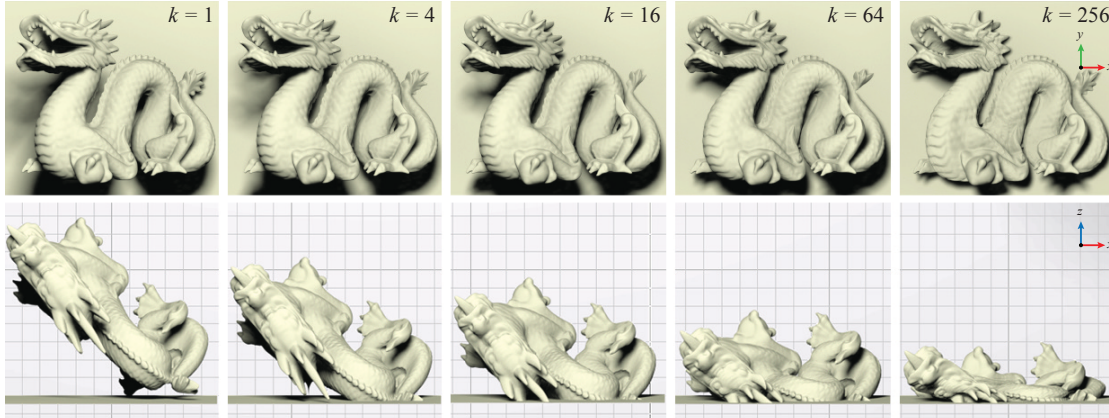 k = 1
k = 4
k = 16
k = 64
k = 256
y
z